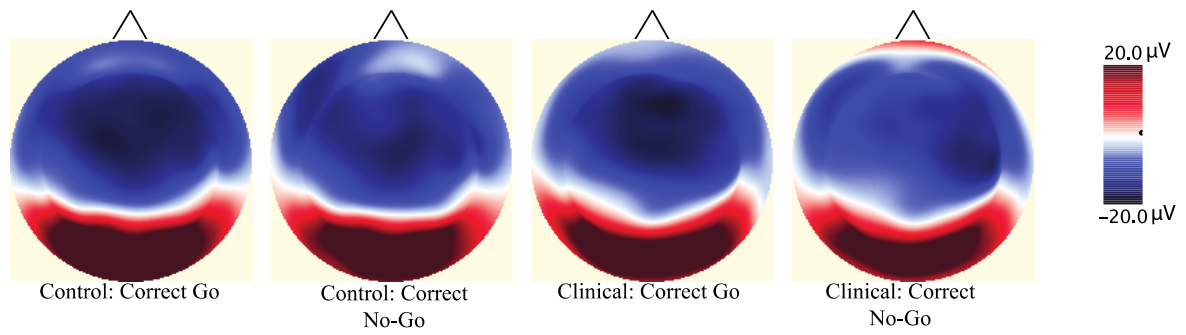 20.0 µV
−20.0 µV
Control: Correct Go
Control: Correct
No-Go
Clinical: Correct Go
Clinical: Correct
No-Go